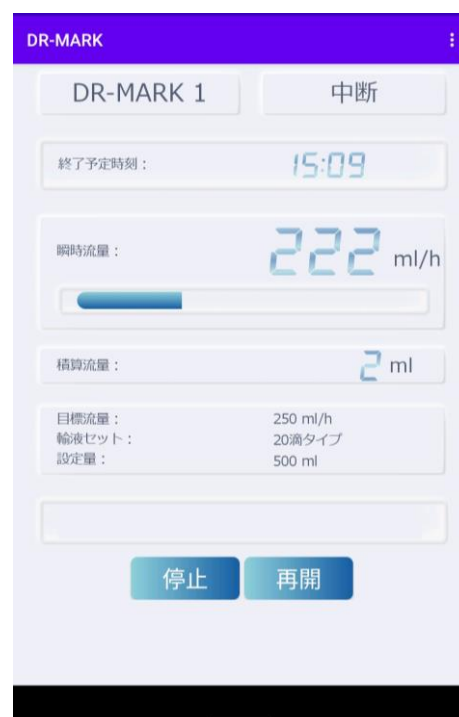 DR-MARK
DR-MARK 1 中断
終了予定時刻： 15:09
瞬時流量： 222 ml/h
積算流量： 2 ml
目標流量： 250 ml/h
輸液セット： 20滴タイプ
設定量： 500 ml
停止 再開